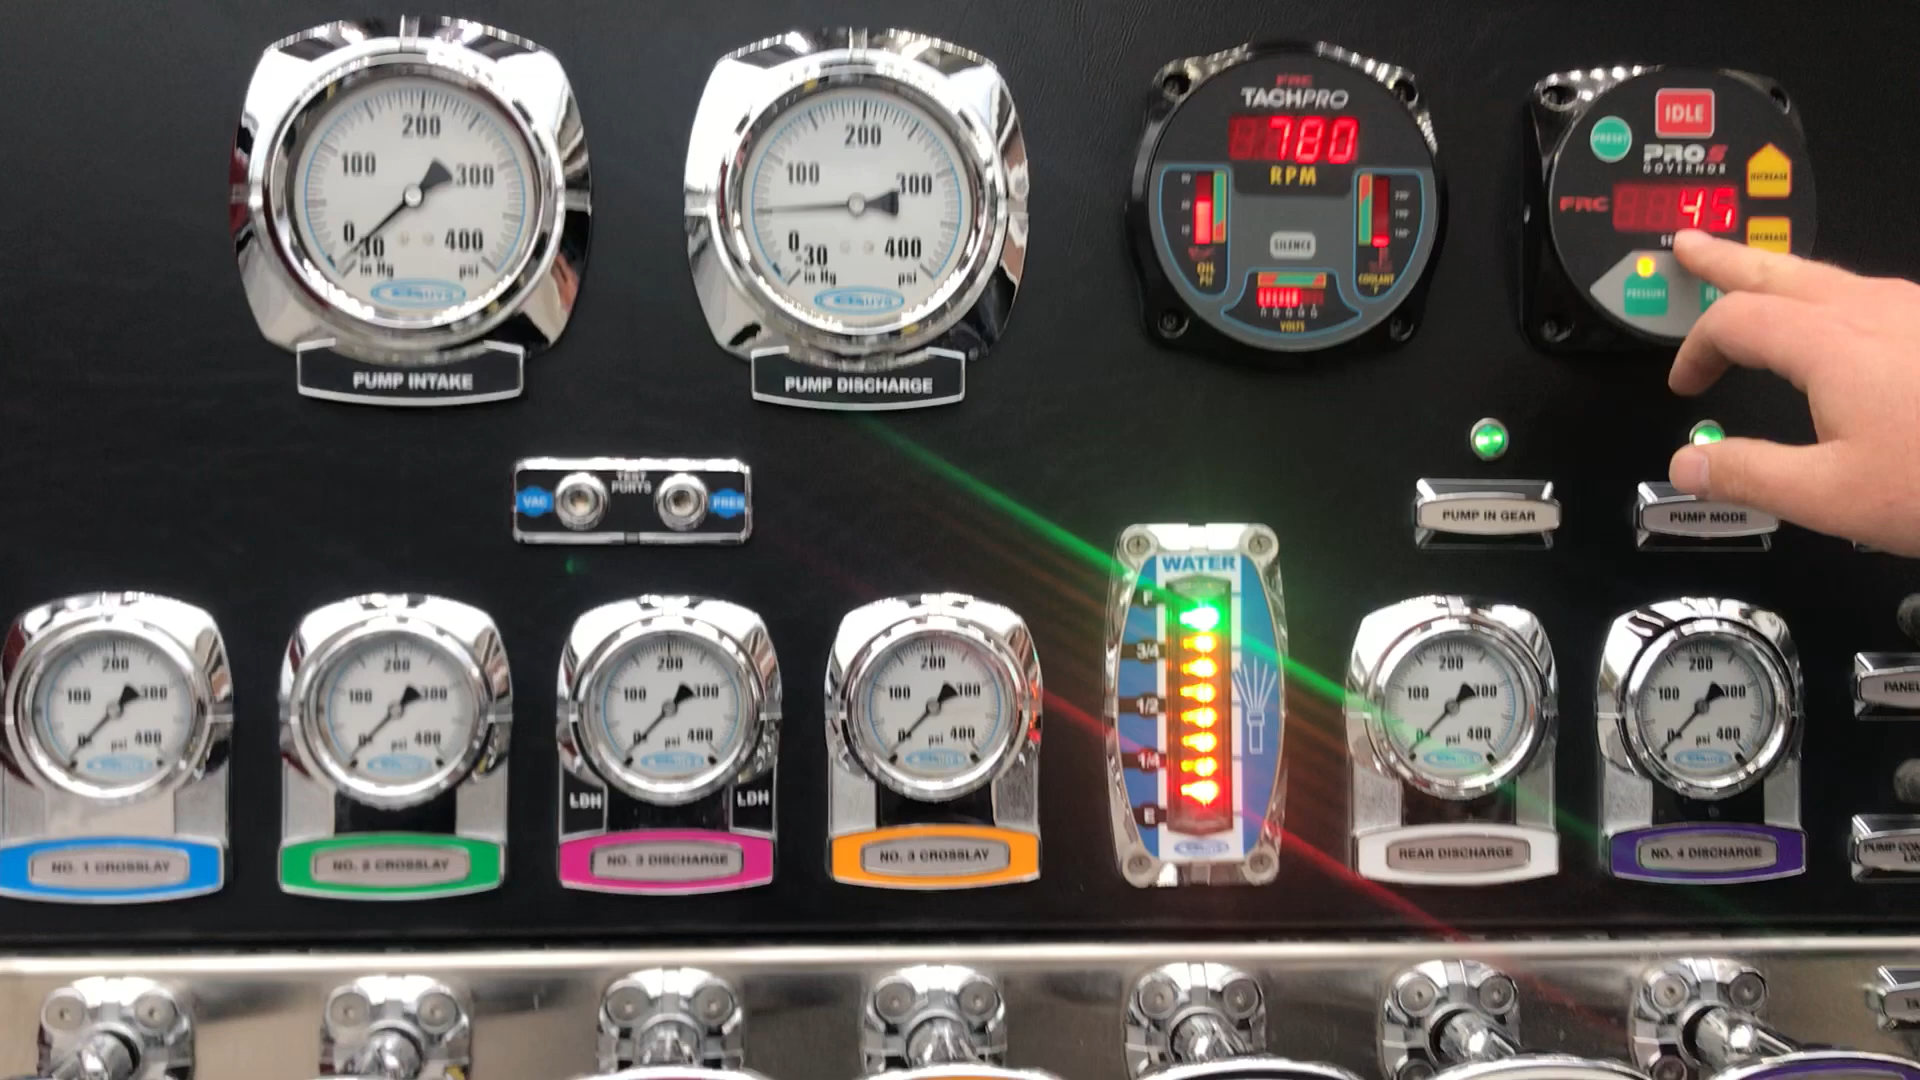 200
100
300
0
30
400
in Hg
psi
PUMP INTAKE
200
100
300
0
30
400
in Hg
psi
PUMP DISCHARGE
FRC
TACHPRO
780
RPM
SILENCE
OIL
PSI
COOLANT
F
VOLTS
IDLE
PRESET
PRO S
GOVERNOR
INCREASE
FRC
45
DECREASE
PRESSURE
VAC
TEST
PORTS
PRES
PUMP IN GEAR
PUMP MODE
200
100
300
0
psi
400
NO. 1 CROSSLAY
200
100
300
0
psi
400
NO. 2 CROSSLAY
200
100
300
0
psi
400
LDH
LDH
NO. 3 DISCHARGE
200
100
300
0
psi
400
NO. 3 CROSSLAY
WATER
F
3/4
1/2
1/4
E
200
100
300
0
psi
400
REAR DISCHARGE
200
100
300
0
psi
400
NO. 4 DISCHARGE
PANEL
PUMP